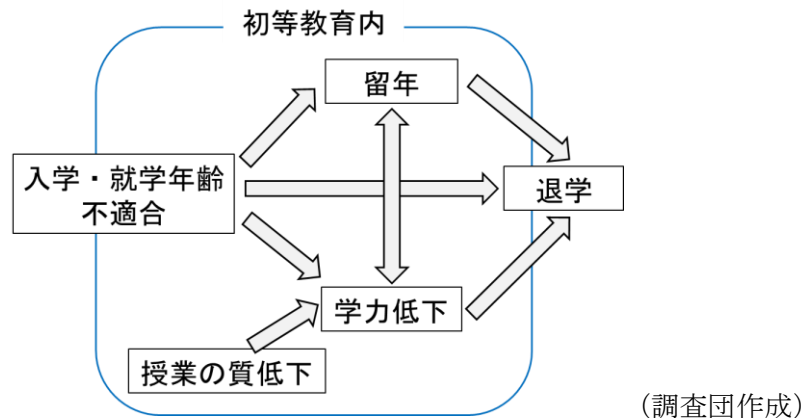 初等教育内
留年
入学・就学年齢
不適合
退学
学力低下
授業の質低下
（調査団作成）